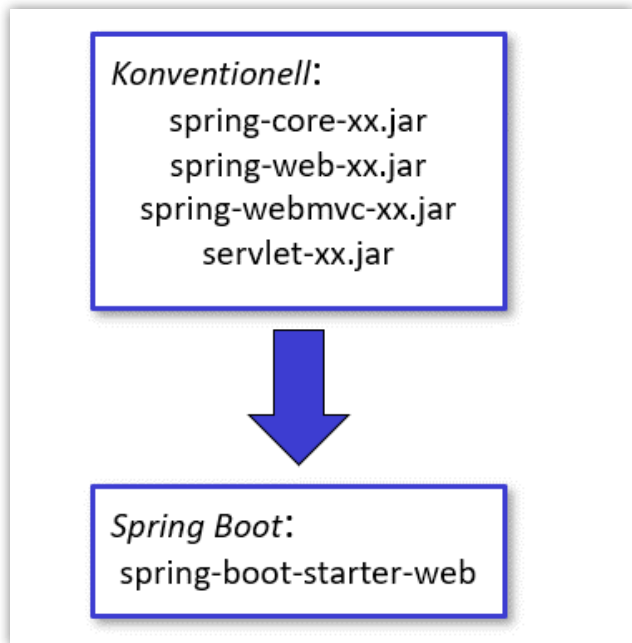 Konventionell:
spring-core-xx.jar
spring-web-xx.jar
spring-webmvc-xx.jar
servlet-xx.jar
Spring Boot:
spring-boot-starter-web